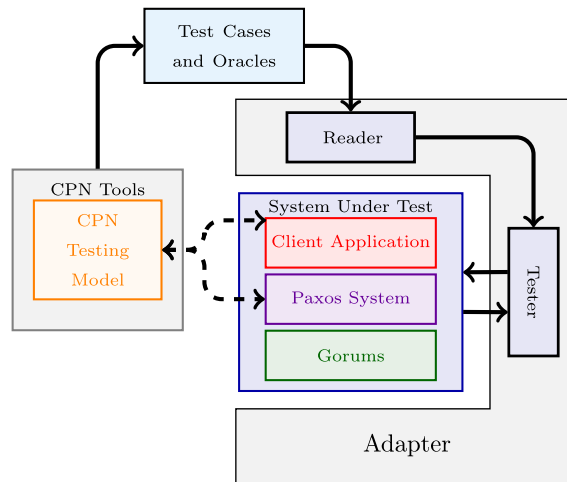 Test Cases
and Oracles
Reader
CPN Tools
CPN
Testing
Model
System Under Test
Client Application
Paxos System
Gorums
Tester
Adapter